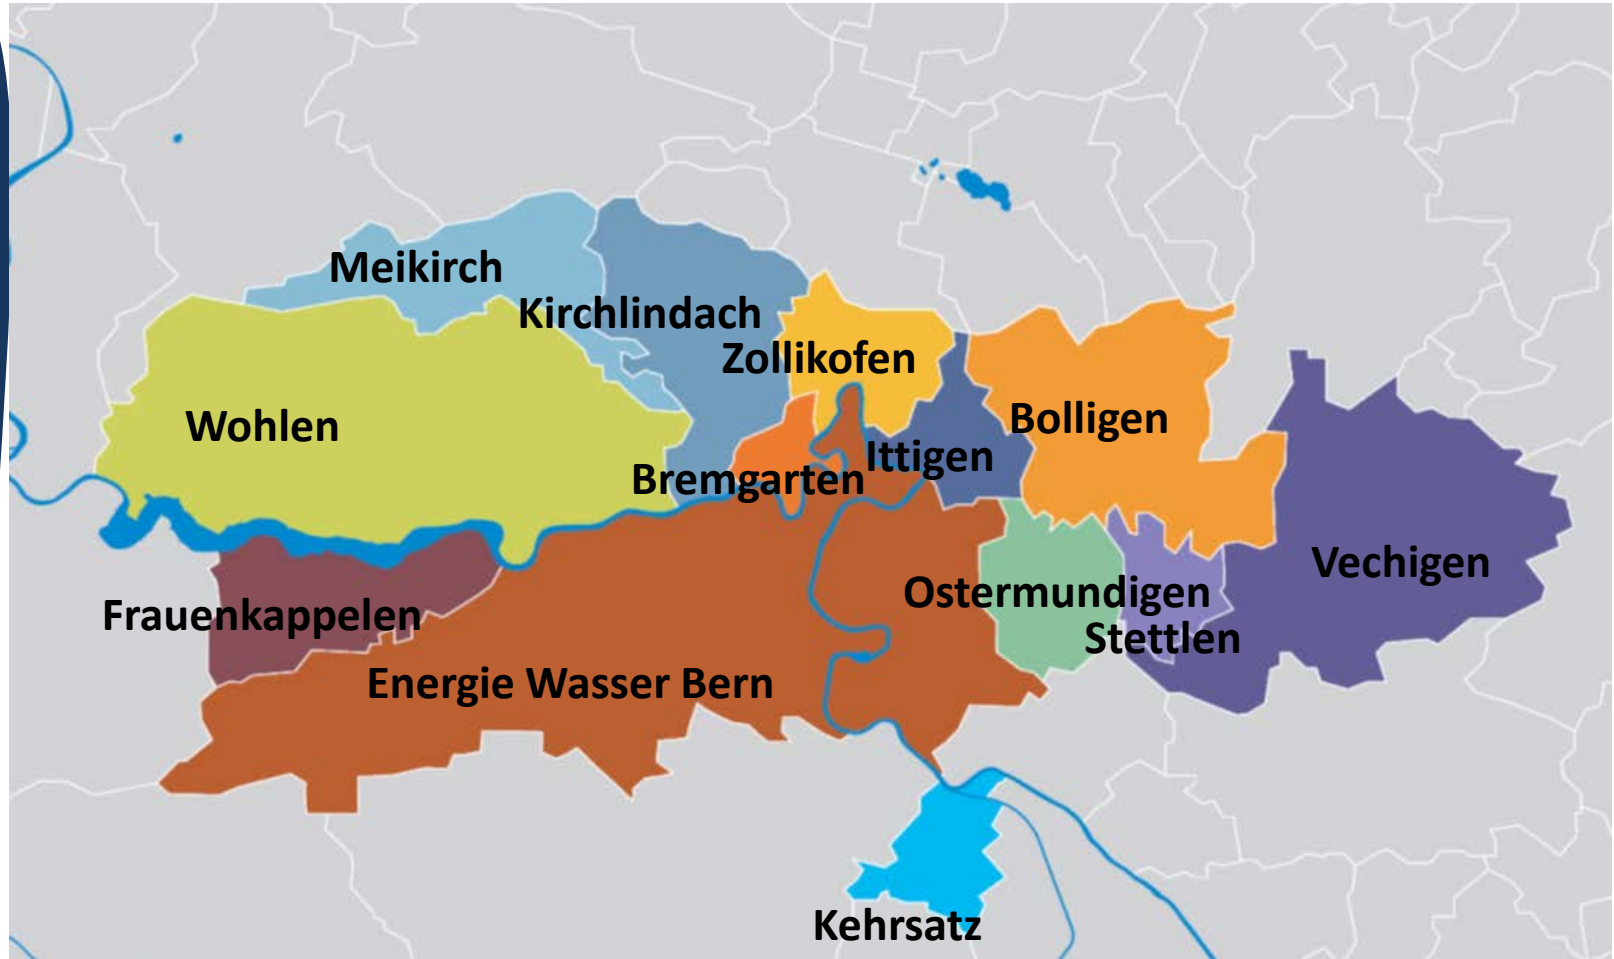 Meikirch
Kirchlindach
Zollikofen
Wohlen
Bolligen
Ittigen
Bremgarten
Vechigen
Ostermundigen
Frauenkappelen
Stettlen
Energie Wasser Bern
Kehrsatz